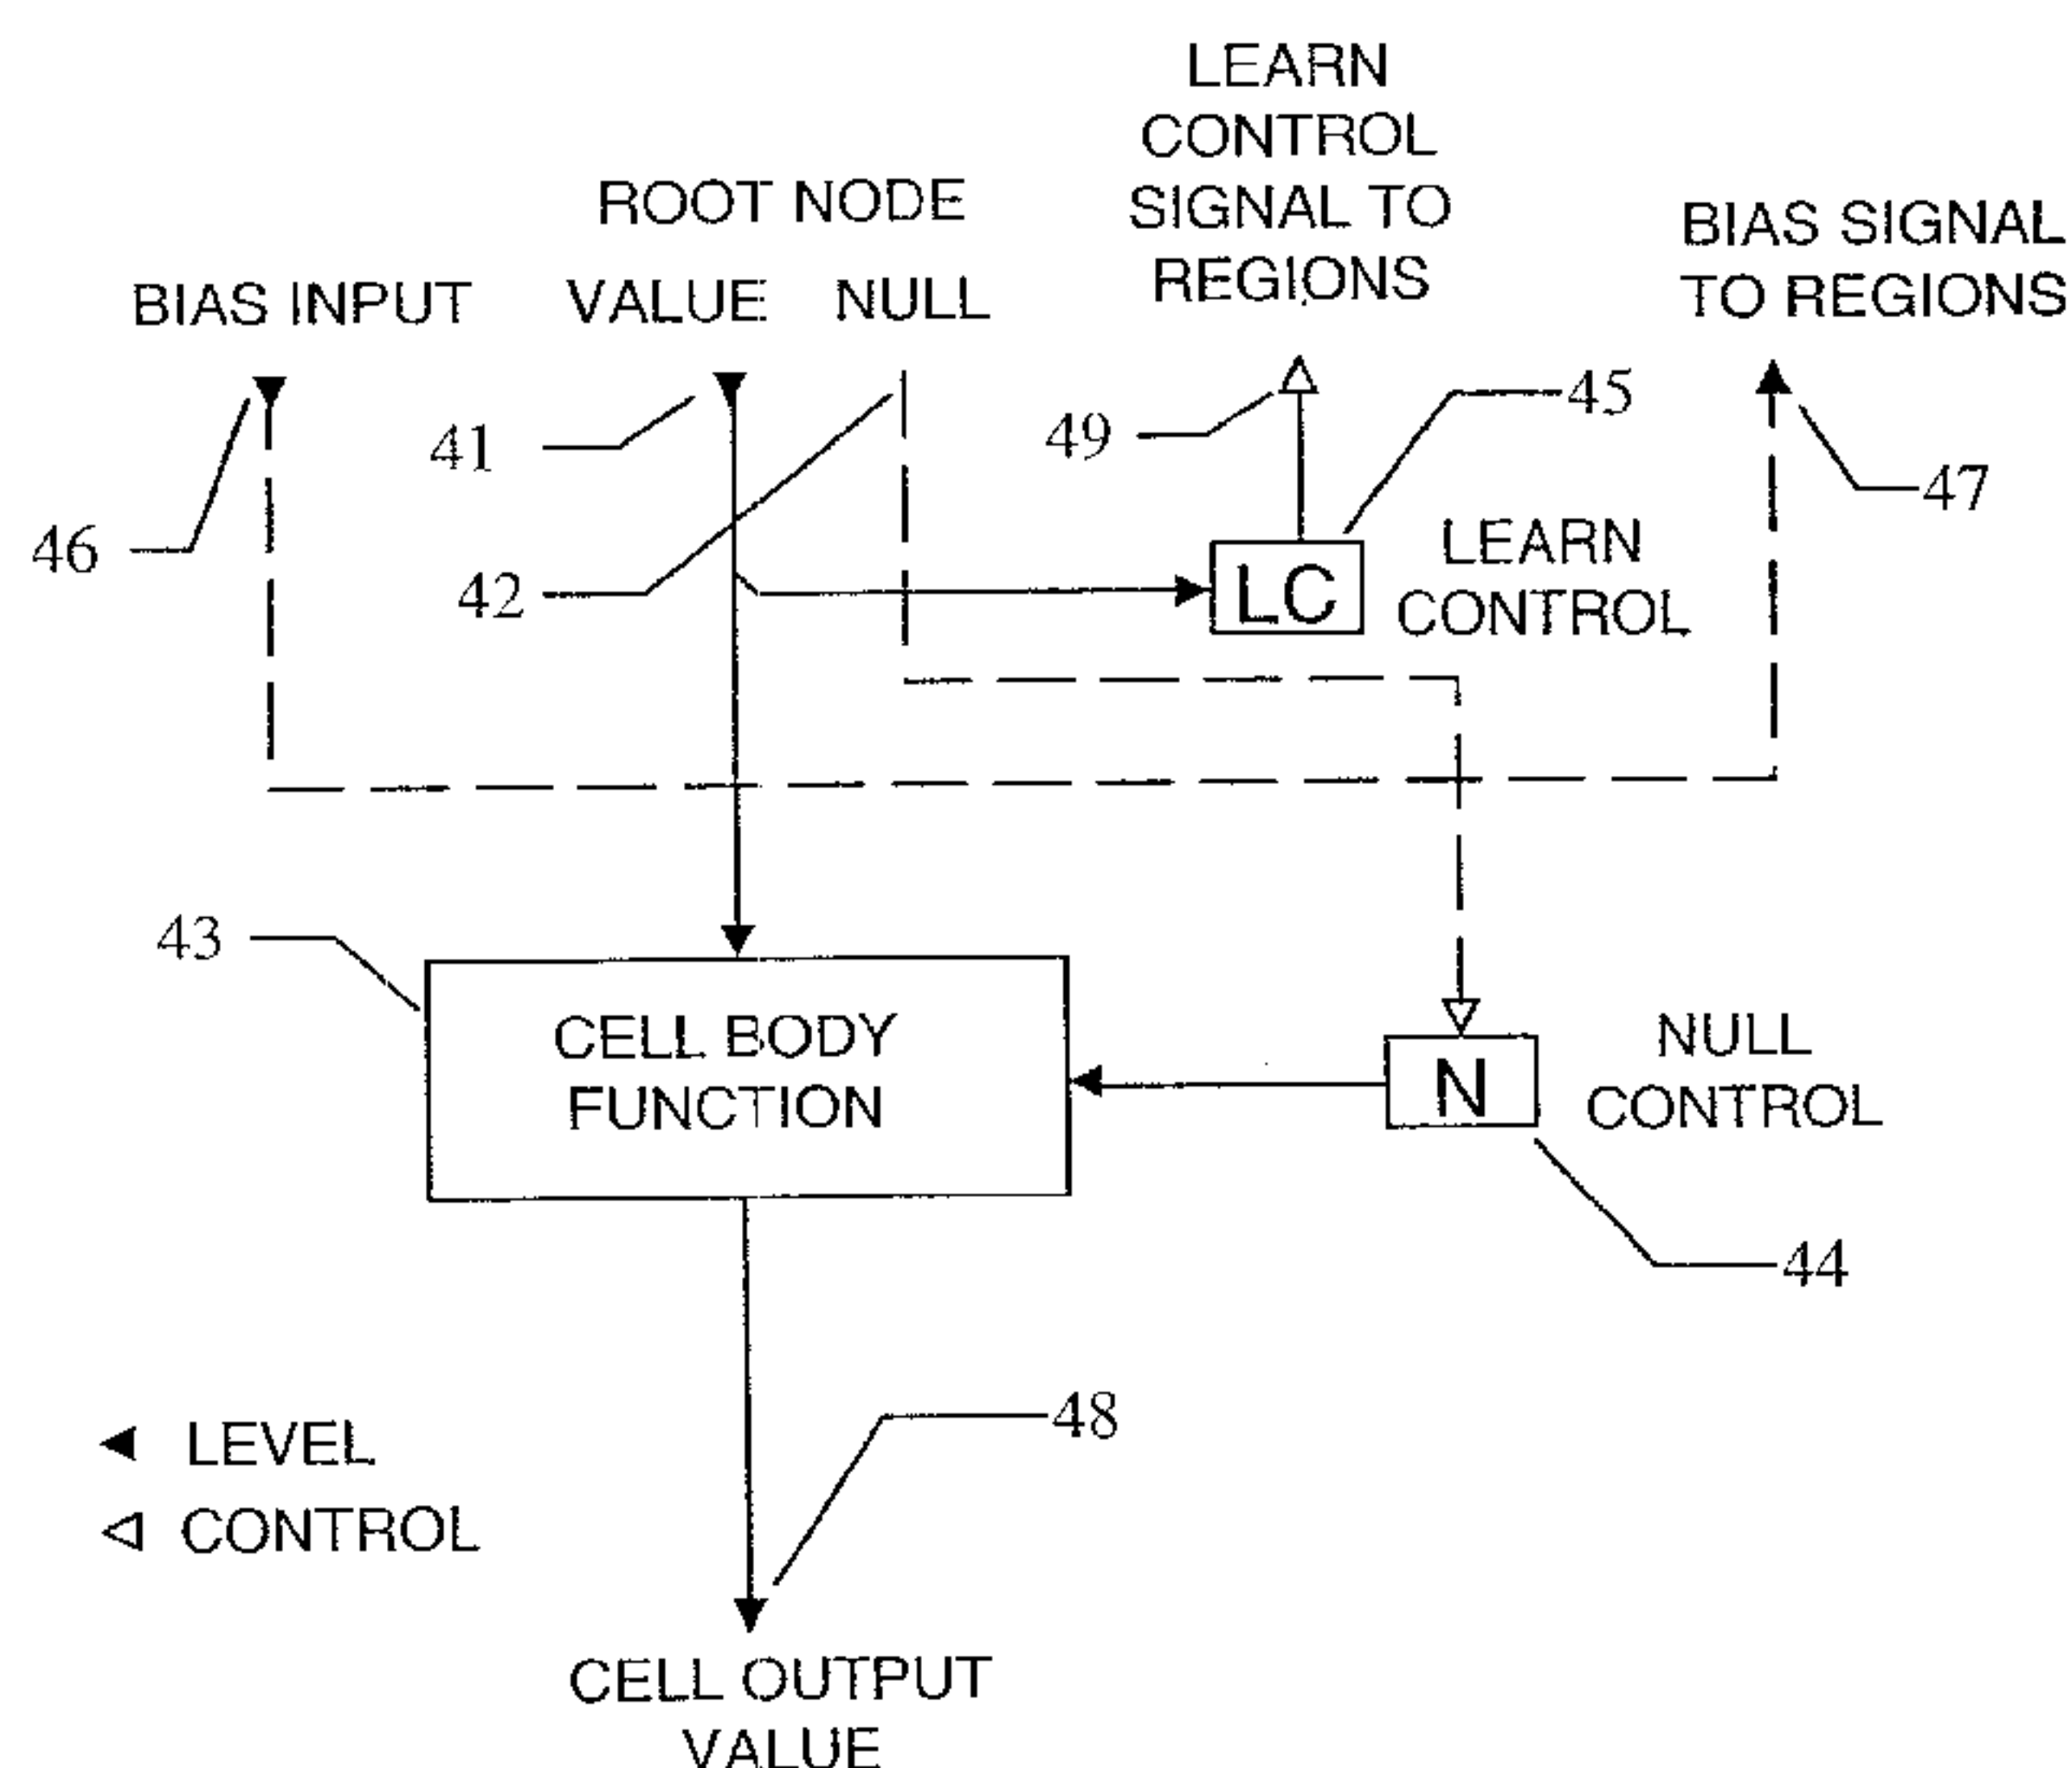 LEARN
CONTROL
SIGNAL TO
REGIONS
ROOT NODE
VALUE NULL
BIAS INPUT
BIAS SIGNAL
TO REGIONS
41
49
45
47
46
42
LC
LEARN
CONTROL
43
CELL BODY
FUNCTION
N
NULL
CONTROL
44
48
LEVEL
CONTROL
CELL OUTPUT
VALUE